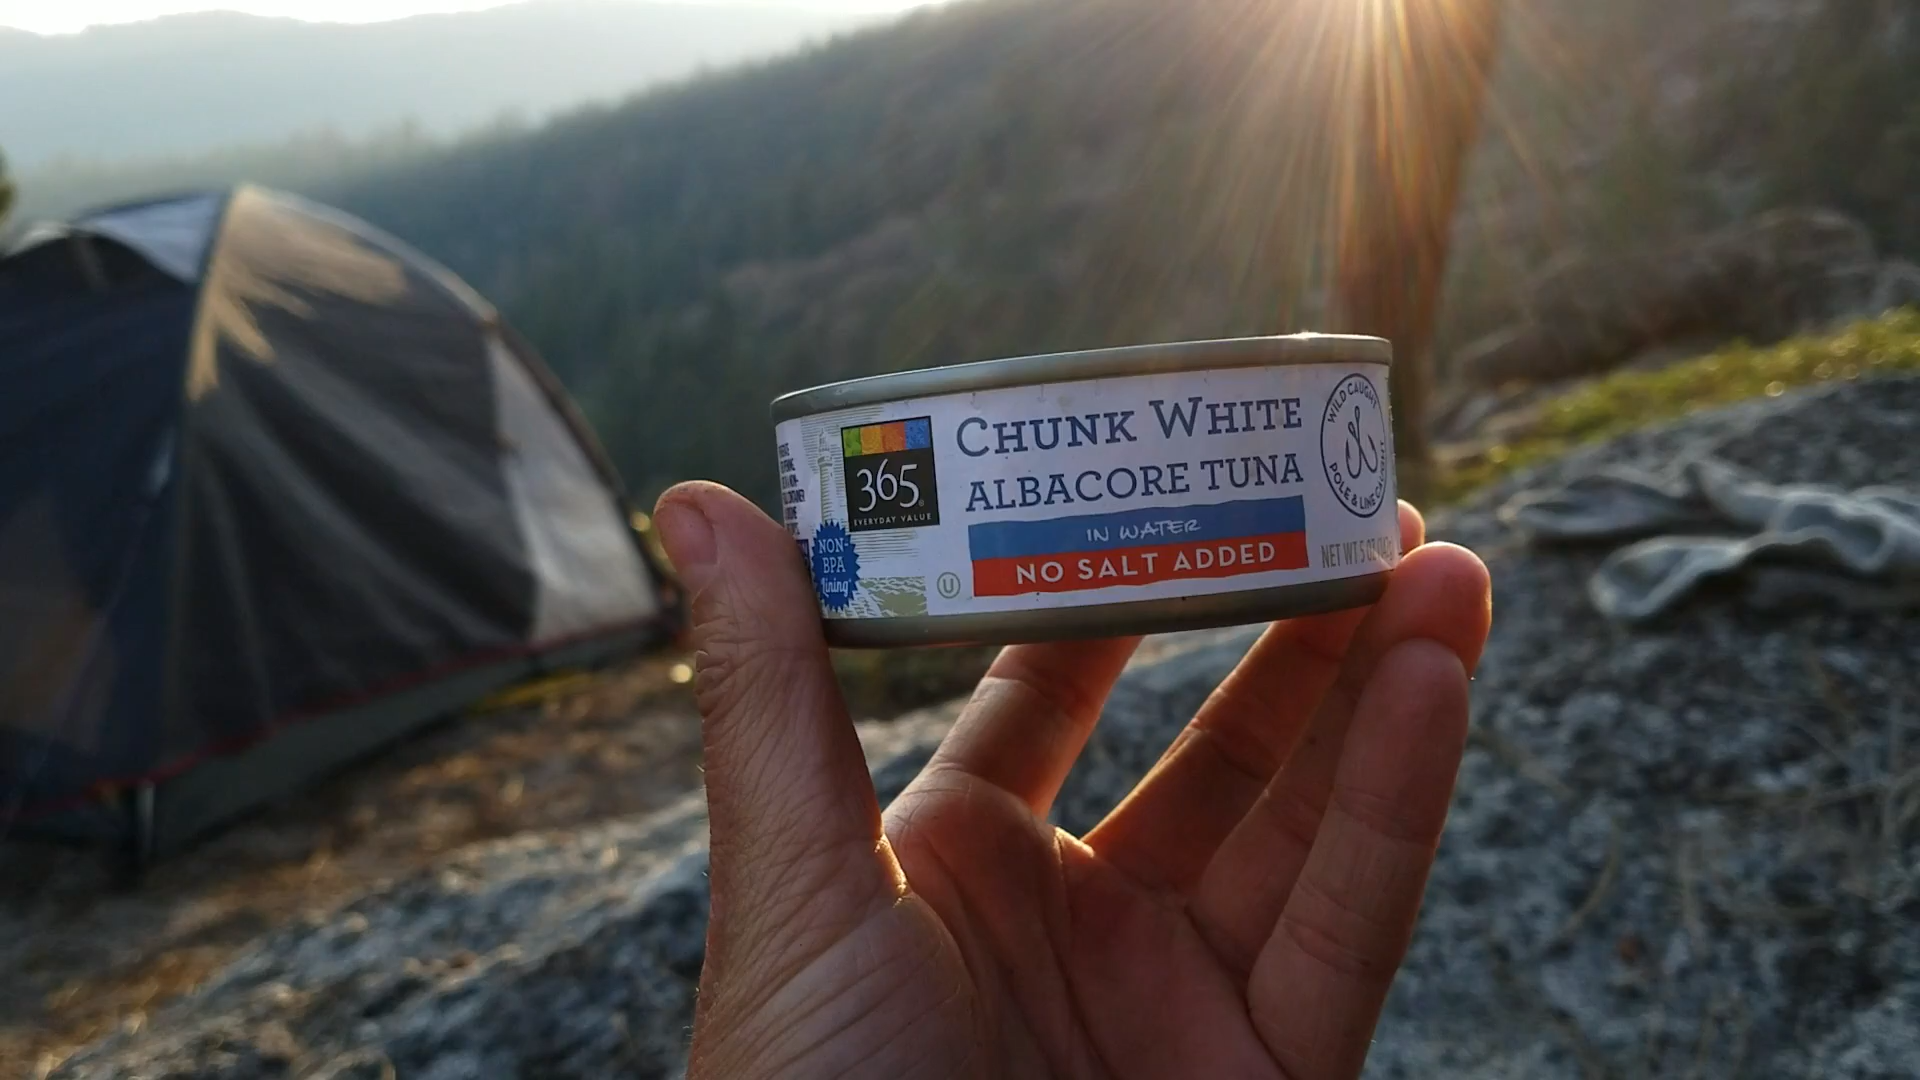 365
EVERYDAY VALUE
NON-
BPA
Lining
U
CHUNK WHITE
ALBACORE TUNA
IN WATER
NO SALT ADDED
WILD CAUGHT
POLE & LINE CAUGHT
NET WT 5 OZ